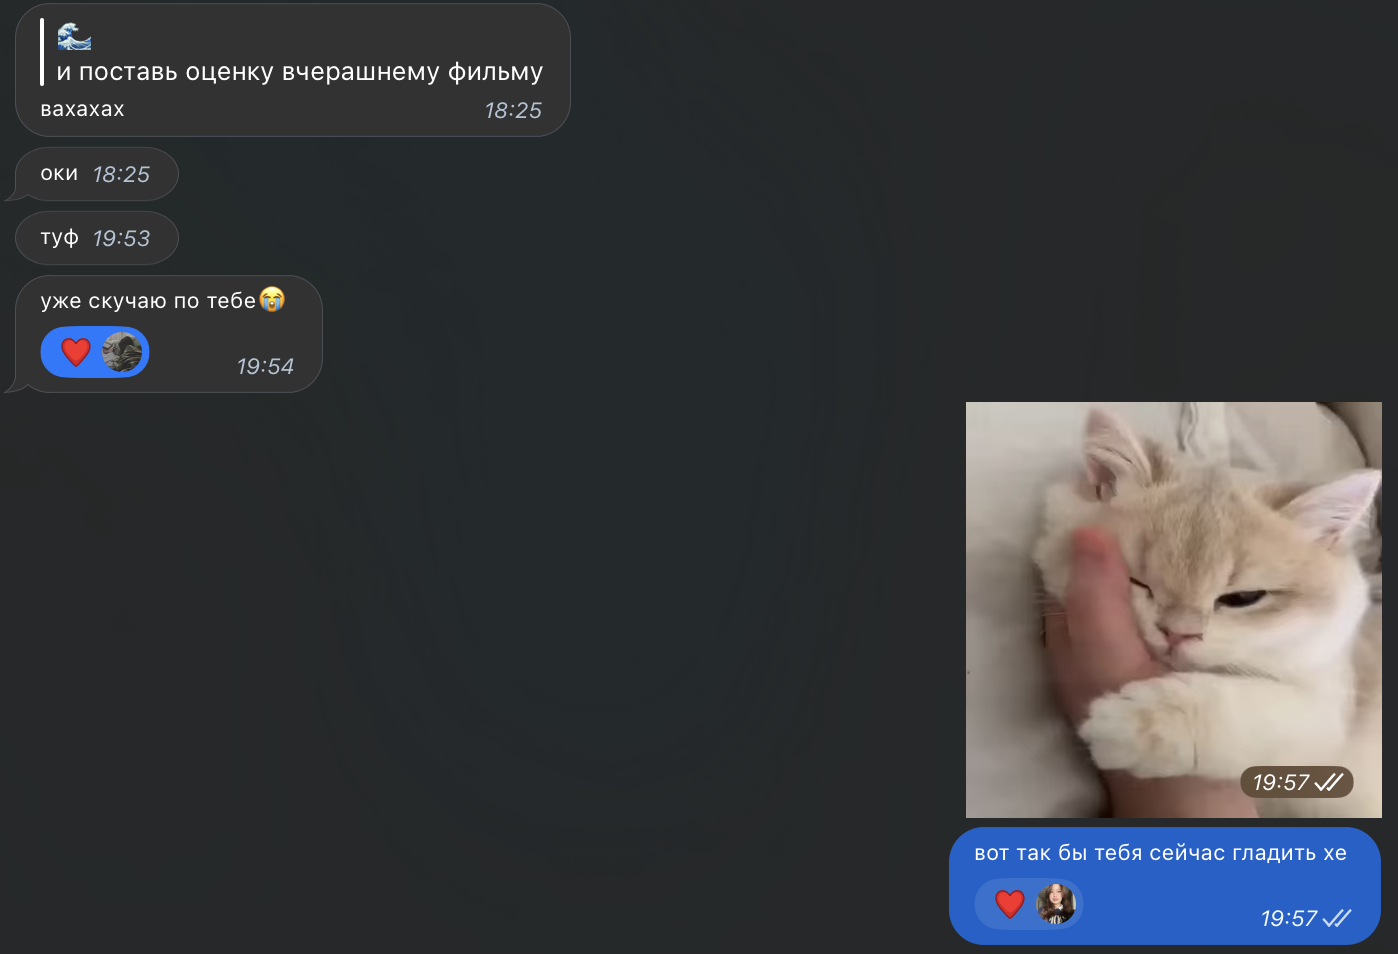 🌊
и поставь оценку вчерашнему фильму
вахахах 18:25
оки 18:25
туф 19:53
уже скучаю по тебе😭
❤️ 19:54
19:57
вот так бы тебя сейчас гладить хе
❤️ 19:57